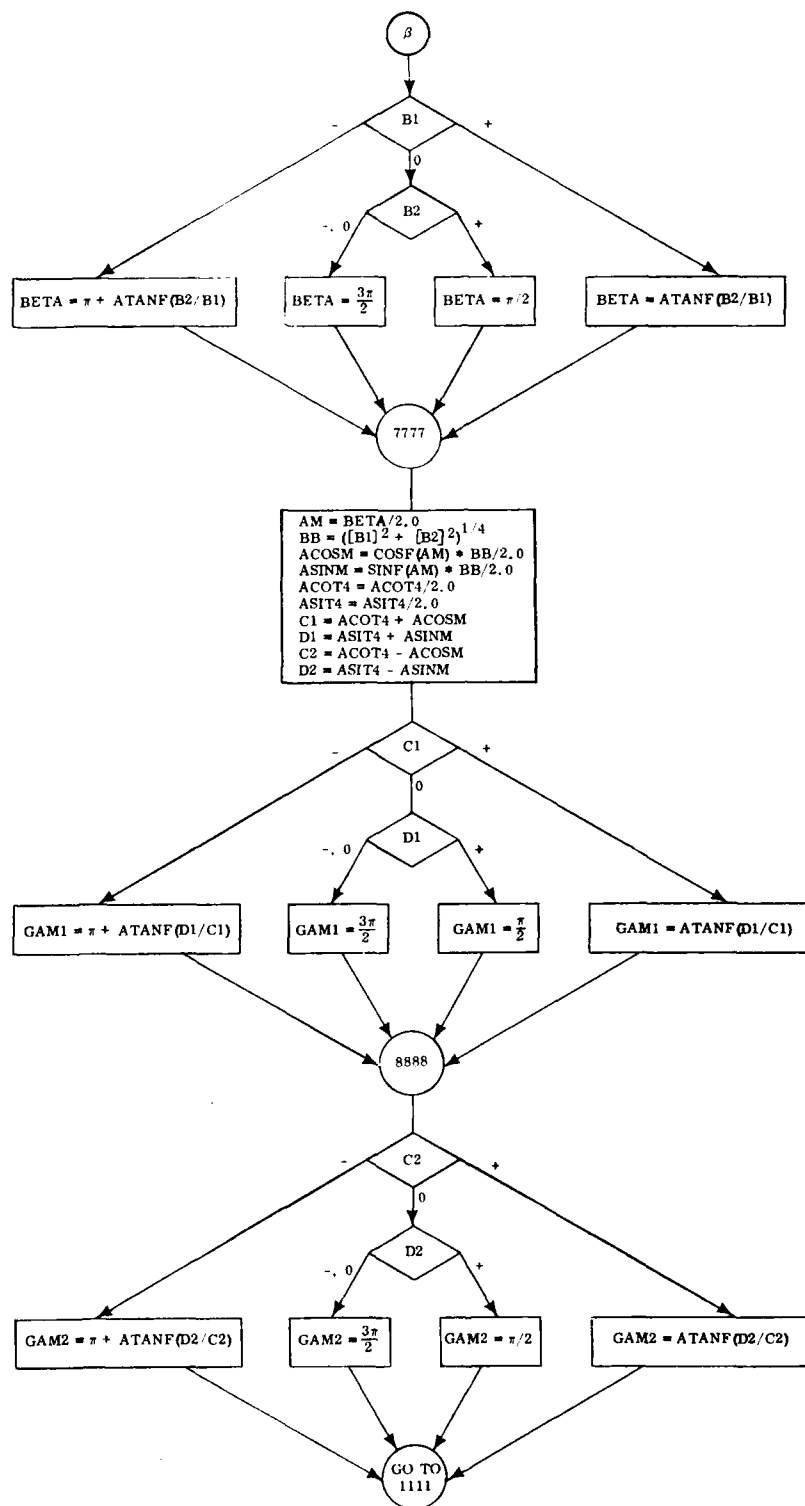 β
B1
-
+
0
B2
-, 0
+
BETA = π + ATANF(B2/B1)
BETA = 3π/2
BETA = π/2
BETA = ATANF(B2/B1)
7777
AM = BETA/2.0
BB = ([B1]² + [B2]²)^1/4
ACOSM = COSF(AM) * BB/2.0
ASINM = SINF(AM) * BB/2.0
ACOT4 = ACOT4/2.0
ASIT4 = ASIT4/2.0
C1 = ACOT4 + ACOSM
D1 = ASIT4 + ASINM
C2 = ACOT4 - ACOSM
D2 = ASIT4 - ASINM
C1
-
+
0
D1
-, 0
+
GAM1 = π + ATANF(D1/C1)
GAM1 = 3π/2
GAM1 = π/2
GAM1 = ATANF(D1/C1)
8888
C2
-
+
0
D2
-, 0
+
GAM2 = π + ATANF(D2/C2)
GAM2 = 3π/2
GAM2 = π/2
GAM2 = ATANF(D2/C2)
GO TO
1111